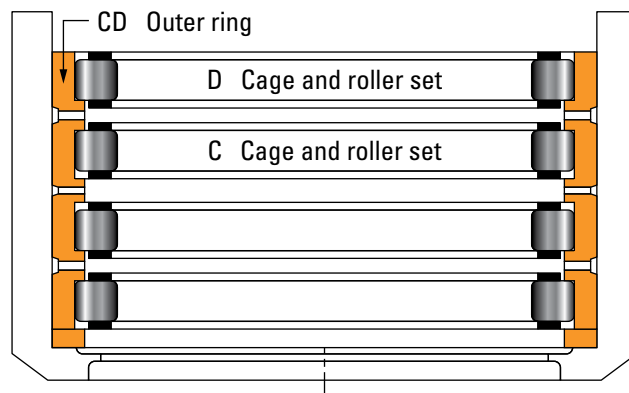 CD Outer ring
D Cage and roller set
C Cage and roller set